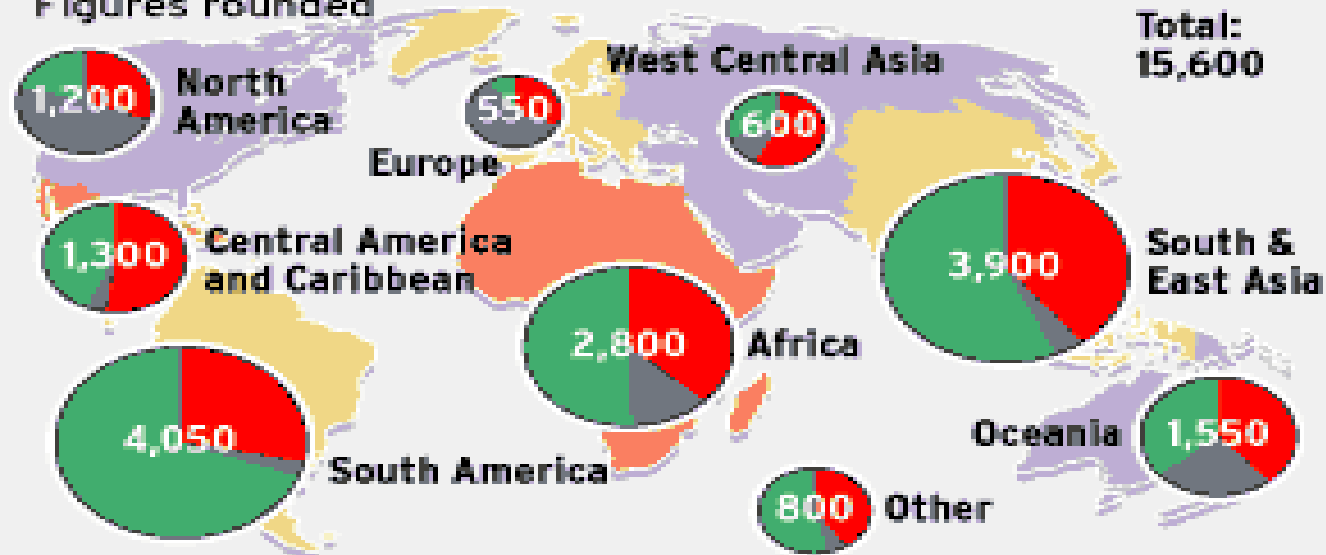 Figures rounded
Total:
15,600
West Central Asia
1,200
North
America
550
600
Europe
1,300
Central America
and Caribbean
3,900
South &
East Asia
2,800
Africa
4,050
South America
Oceania
1,550
800
Other